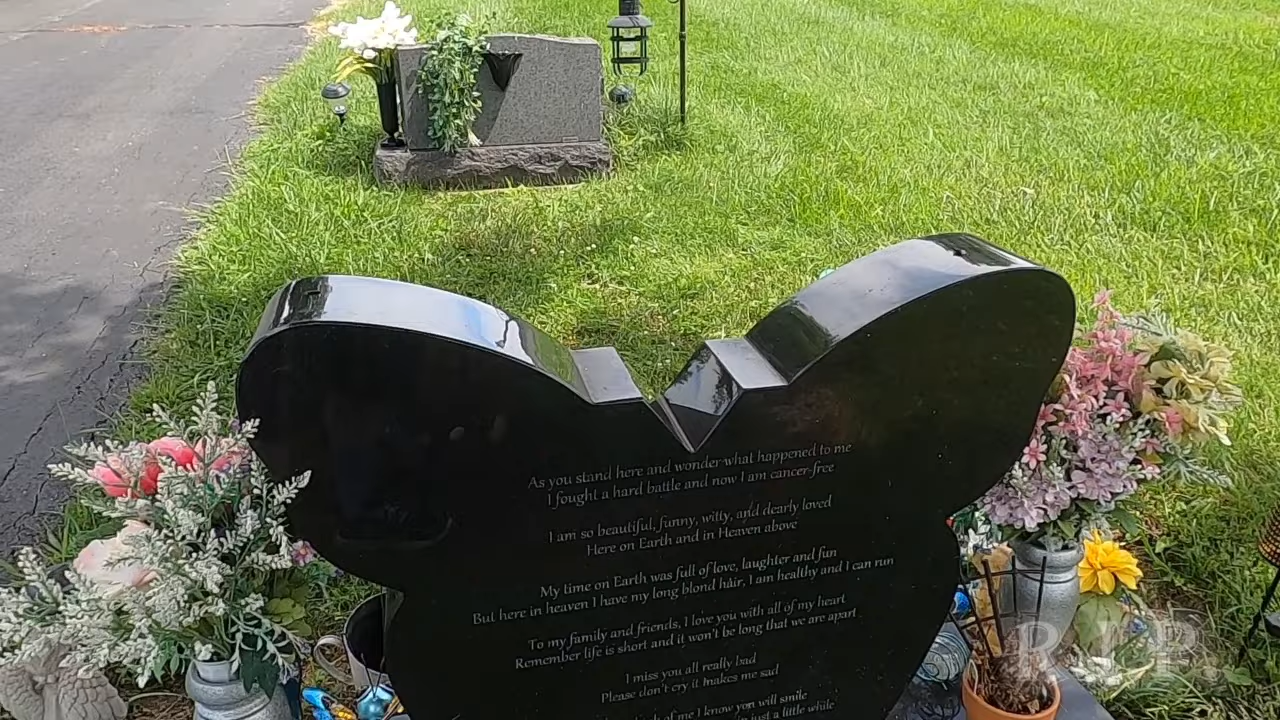 As you stand here and wonder what happened to me
I fought a hard battle and now I am cancer-free
I am so beautiful, funny, witty, and dearly loved
Here on Earth and in Heaven above
My time on Earth was full of love, laughter and fun
But here in heaven I have my long blond hair, I am healthy and I can run
To my family and friends, I love you with all of my heart
Remember life is short and it won't be long that we are apart
I miss you all really bad
Please don't cry it makes me sad
of me I know you will smile
just a little while
R.I.P.